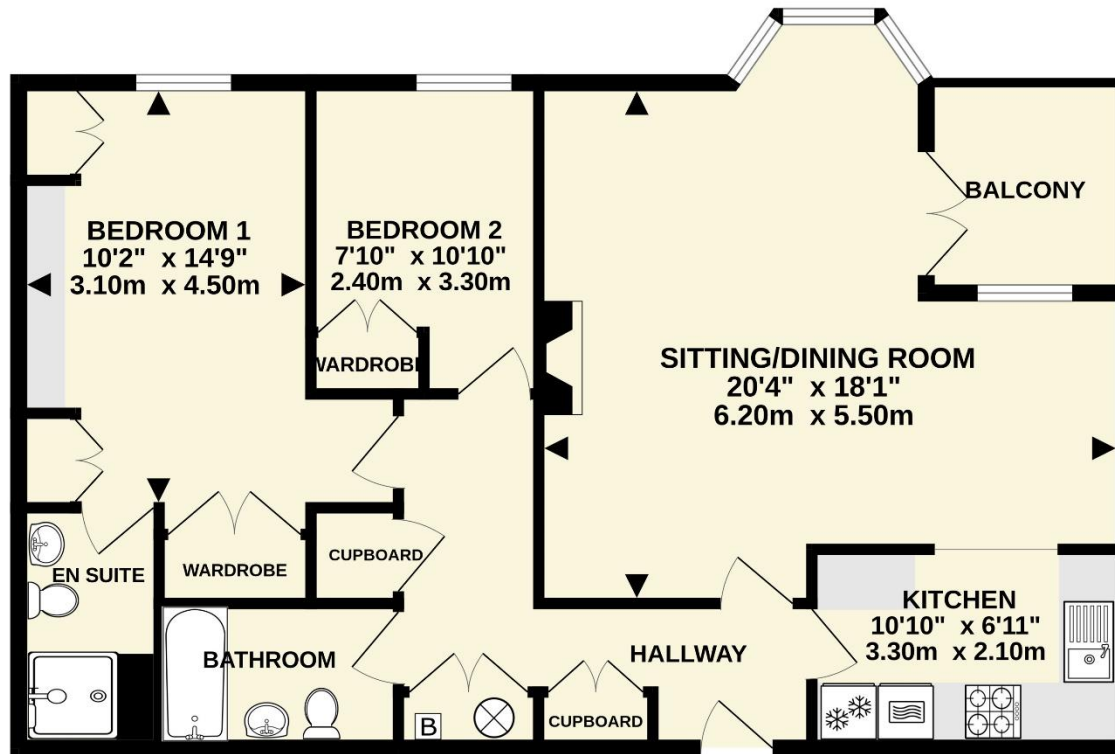 BEDROOM 1
10'2" x 14'9"
3.10m x 4.50m
BEDROOM 2
7'10" x 10'10"
2.40m x 3.30m
WARDROBE
BALCONY
SITTING/DINING ROOM
20'4" x 18'1"
6.20m x 5.50m
EN SUITE
WARDROBE
CUPBOARD
BATHROOM
HALLWAY
KITCHEN
10'10" x 6'11"
3.30m x 2.10m
B
CUPBOARD